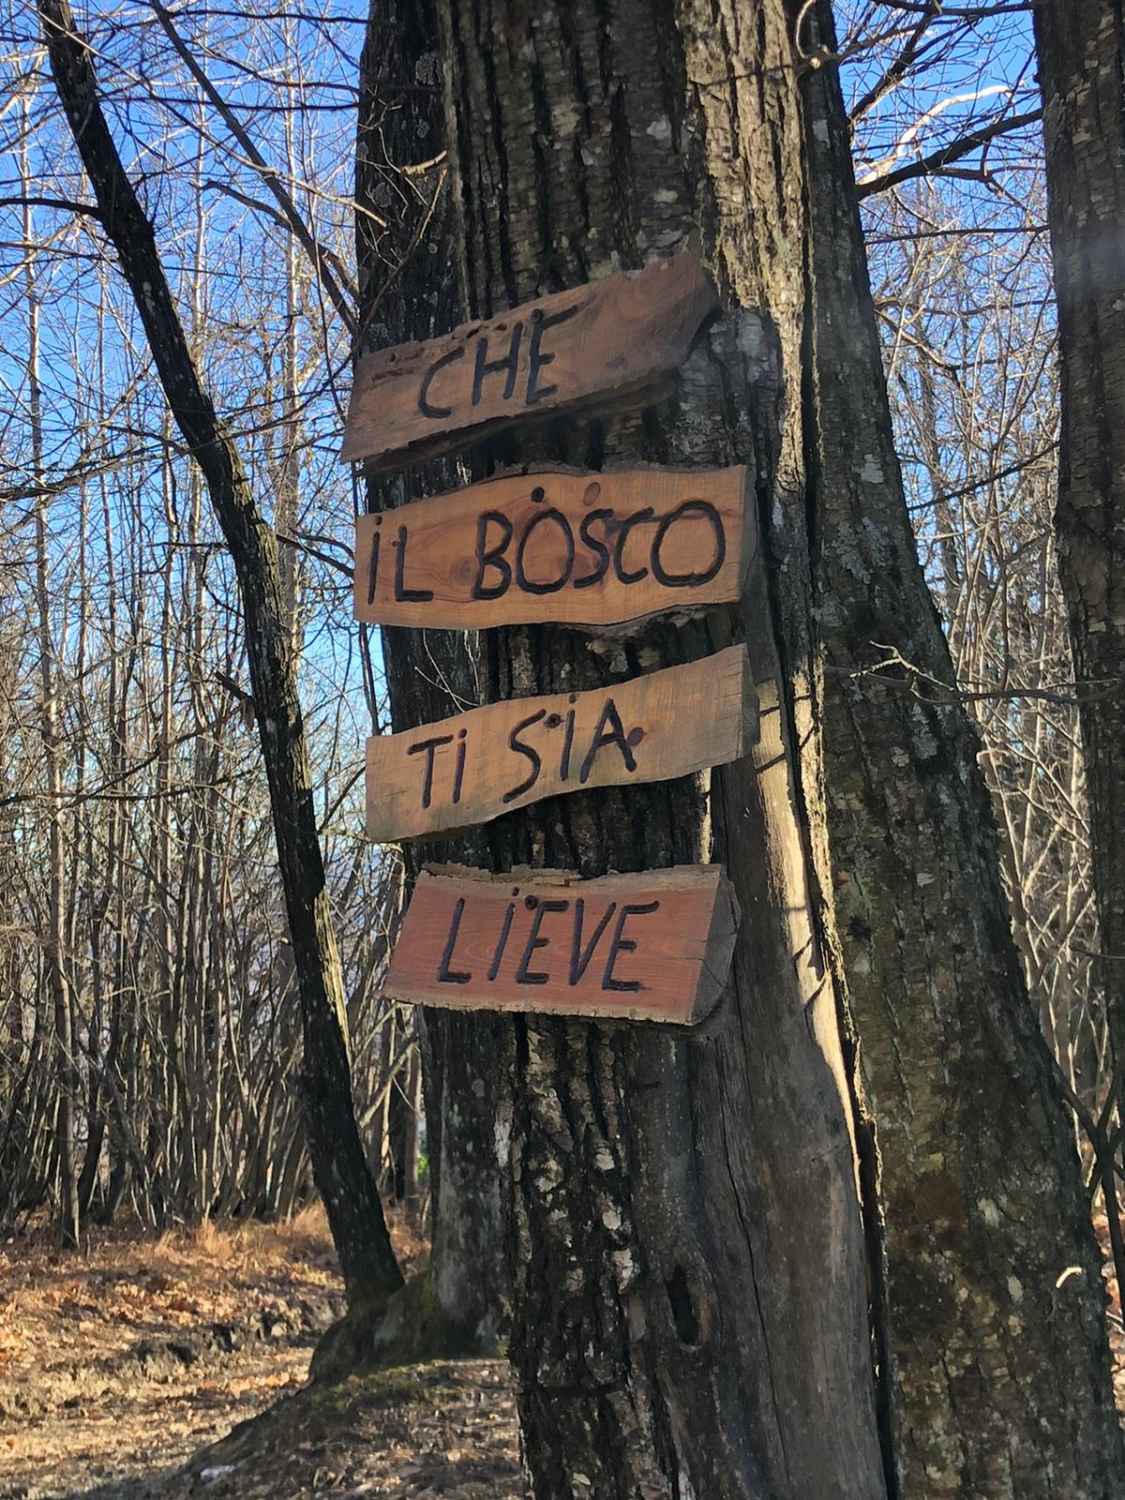 CHE
iL BOSCO
Ti SiA
LiEVE